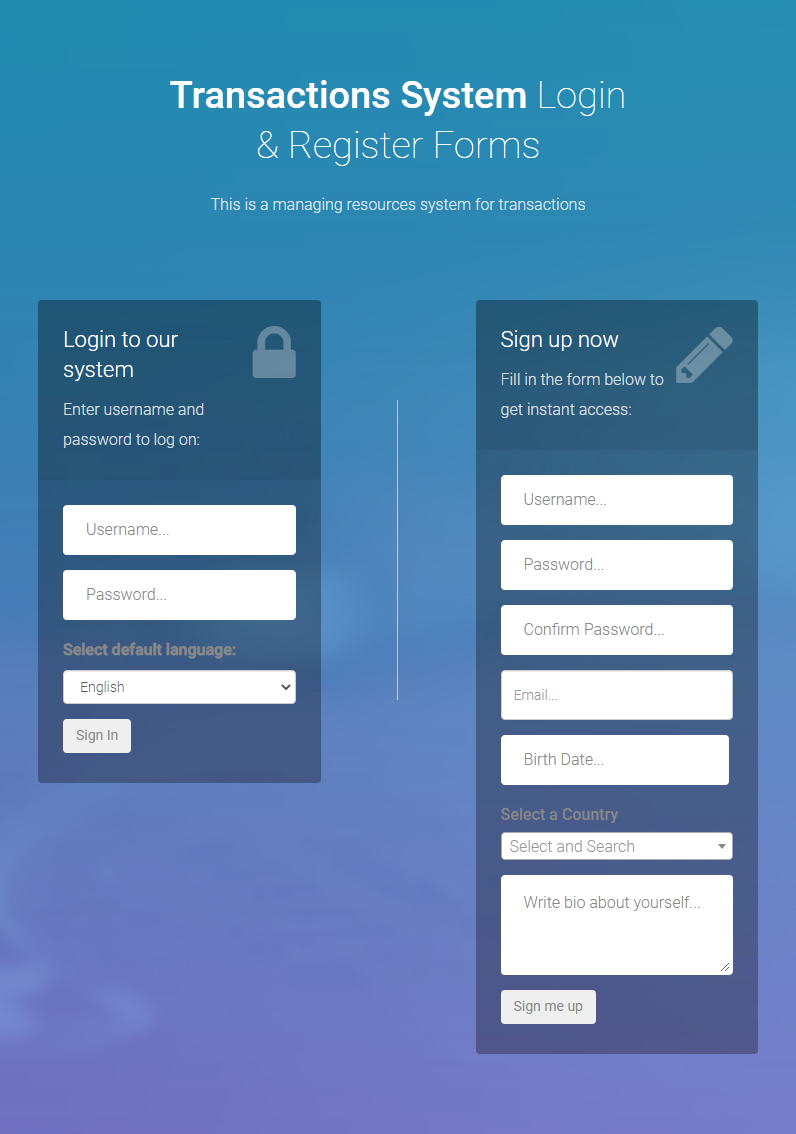 Transactions System Login
& Register Forms
This is a managing resources system for transactions
Login to our
system
Enter username and
password to log on:
Username...
Password...
Select default language:
English
Sign In
Sign up now
Fill in the form below to
get instant access:
Username...
Password...
Confirm Password...
Email...
Birth Date...
Select a Country
Select and Search
Write bio about yourself...
Sign me up